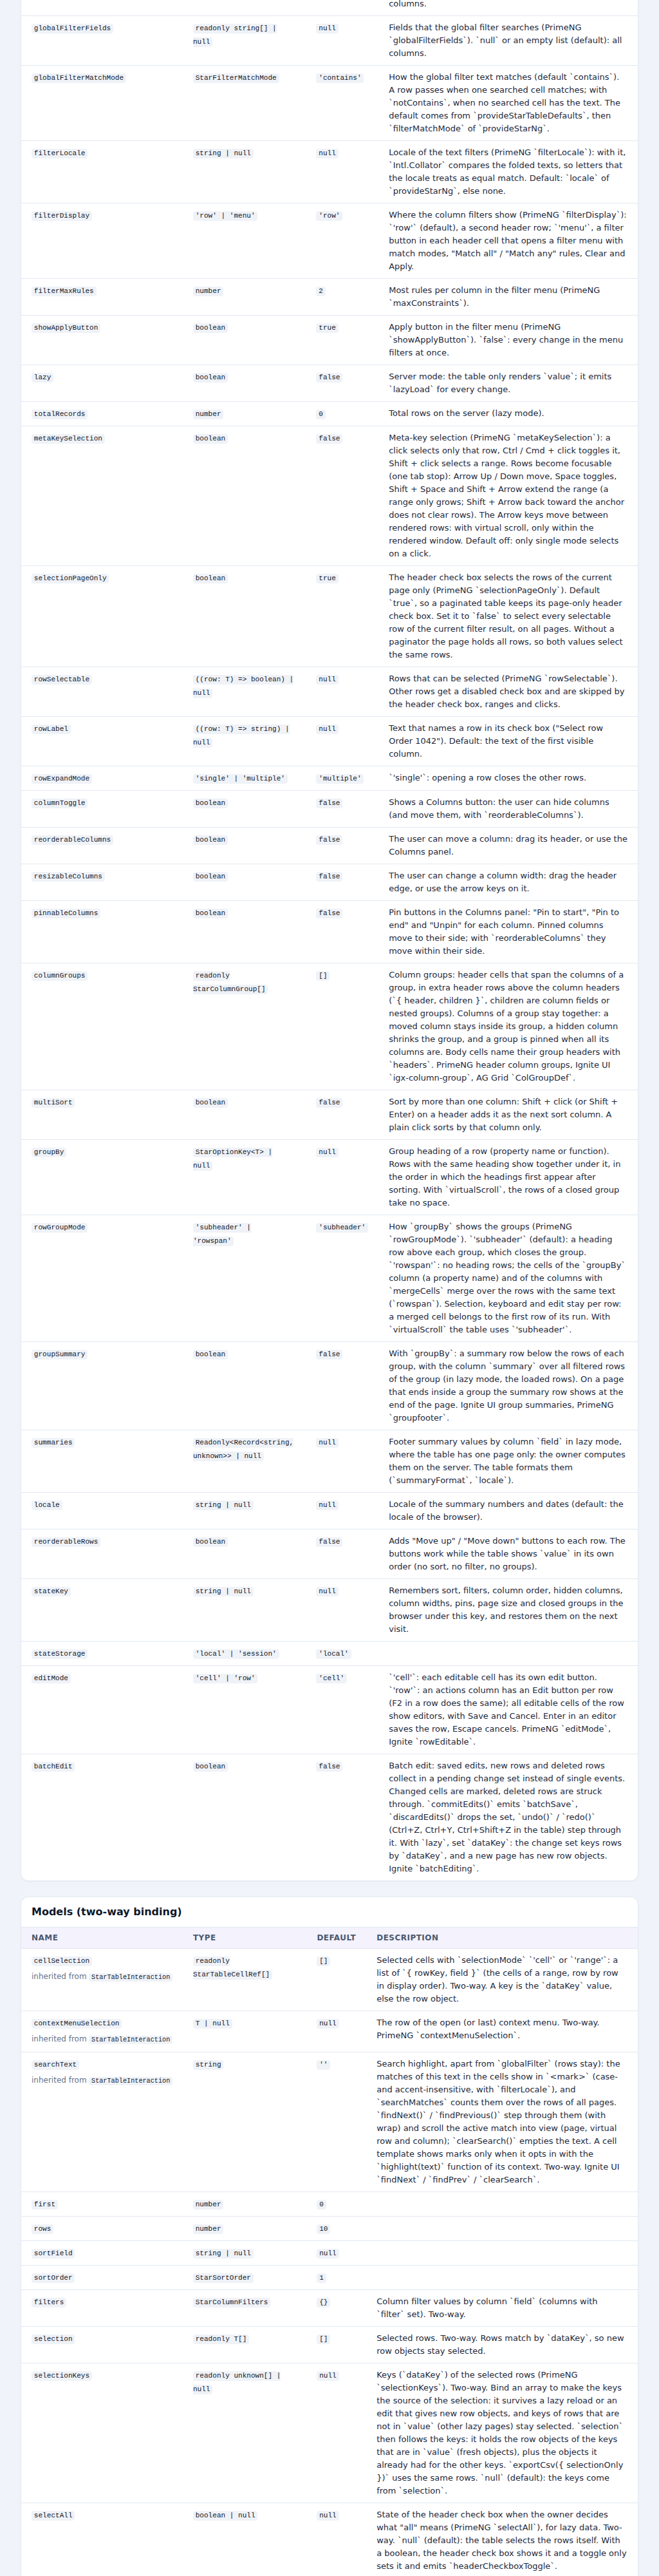 columns.
globalFilterFields readonly string[] | null Fields that the global filter searches (PrimeNG
null `globalFilterFields`). `null` or an empty list (default): all
columns.
globalFilterMatchMode StarFilterMatchMode 'contains' How the global filter text matches (default `contains`).
A row passes when one searched cell matches; with
`notContains`, when no searched cell has the text. The
default comes from `provideStarTableDefaults`, then
`filterMatchMode` of `provideStarNg`.
filterLocale string | null null Locale of the text filters (PrimeNG `filterLocale`): with it,
`Intl.Collator` compares the folded texts, so letters that
the locale treats as equal match. Default: `locale` of
`provideStarNg`, else none.
filterDisplay 'row' | 'menu' 'row' Where the column filters show (PrimeNG `filterDisplay`):
`'row'` (default), a second header row; `'menu'`, a filter
button in each header cell that opens a filter menu with
match modes, "Match all" / "Match any" rules, Clear and
Apply.
filterMaxRules number 2 Most rules per column in the filter menu (PrimeNG
`maxConstraints`).
showApplyButton boolean true Apply button in the filter menu (PrimeNG
`showApplyButton`). `false`: every change in the menu
filters at once.
lazy boolean false Server mode: the table only renders `value`; it emits
`lazyLoad` for every change.
totalRecords number 0 Total rows on the server (lazy mode).
metaKeySelection boolean false Meta-key selection (PrimeNG `metaKeySelection`): a
click selects only that row, Ctrl / Cmd + click toggles it,
Shift + click selects a range. Rows become focusable
(one tab stop): Arrow Up / Down move, Space toggles,
Shift + Space and Shift + Arrow extend the range (a
range only grows; Shift + Arrow back toward the anchor
does not clear rows). The Arrow keys move between
rendered rows: with virtual scroll, only within the
rendered window. Default off: only single mode selects
on a click.
selectionPageOnly boolean true The header check box selects the rows of the current
page only (PrimeNG `selectionPageOnly`). Default
`true`, so a paginated table keeps its page-only header
check box. Set it to `false` to select every selectable
row of the current filter result, on all pages. Without a
paginator the page holds all rows, so both values select
the same rows.
rowSelectable ((row: T) => boolean) | null Rows that can be selected (PrimeNG `rowSelectable`).
null Other rows get a disabled check box and are skipped by
the header check box, ranges and clicks.
rowLabel ((row: T) => string) | null Text that names a row in its check box ("Select row
null Order 1042"). Default: the text of the first visible
column.
rowExpandMode 'single' | 'multiple' 'multiple' `'single'`: opening a row closes the other rows.
columnToggle boolean false Shows a Columns button: the user can hide columns
(and move them, with `reorderableColumns`).
reorderableColumns boolean false The user can move a column: drag its header, or use the
Columns panel.
resizableColumns boolean false The user can change a column width: drag the header
edge, or use the arrow keys on it.
pinnableColumns boolean false Pin buttons in the Columns panel: "Pin to start", "Pin to
end" and "Unpin" for each column. Pinned columns
move to their side; with `reorderableColumns` they
move within their side.
columnGroups readonly [] Column groups: header cells that span the columns of a
StarColumnGroup[] group, in extra header rows above the column headers
(`{ header, children }`, children are column fields or
nested groups). Columns of a group stay together: a
moved column stays inside its group, a hidden column
shrinks the group, and a group is pinned when all its
columns are. Body cells name their group headers with
`headers`. PrimeNG header column groups, Ignite UI
`igx-column-group`, AG Grid `ColGroupDef`.
multiSort boolean false Sort by more than one column: Shift + click (or Shift +
Enter) on a header adds it as the next sort column. A
plain click sorts by that column only.
groupBy StarOptionKey<T> | null Group heading of a row (property name or function).
null Rows with the same heading show together under it, in
the order in which the headings first appear after
sorting. With `virtualScroll`, the rows of a closed group
take no space.
rowGroupMode 'subheader' | 'subheader' How `groupBy` shows the groups (PrimeNG
'rowspan' `rowGroupMode`). `'subheader'` (default): a heading
row above each group, which closes the group.
`'rowspan'`: no heading rows; the cells of the `groupBy`
column (a property name) and of the columns with
`mergeCells` merge over the rows with the same text
(`rowspan`). Selection, keyboard and edit stay per row:
a merged cell belongs to the first row of its run. With
`virtualScroll` the table uses `'subheader'`.
groupSummary boolean false With `groupBy`: a summary row below the rows of each
group, with the column `summary` over all filtered rows
of the group (in lazy mode, the loaded rows). On a page
that ends inside a group the summary row shows at the
end of the page. Ignite UI group summaries, PrimeNG
`groupfooter`.
summaries Readonly<Record<string, null Footer summary values by column `field` in lazy mode,
unknown>> | null where the table has one page only: the owner computes
them on the server. The table formats them
(`summaryFormat`, `locale`).
locale string | null null Locale of the summary numbers and dates (default: the
locale of the browser).
reorderableRows boolean false Adds "Move up" / "Move down" buttons to each row. The
buttons work while the table shows `value` in its own
order (no sort, no filter, no groups).
stateKey string | null null Remembers sort, filters, column order, hidden columns,
column widths, pins, page size and closed groups in the
browser under this key, and restores them on the next
visit.
stateStorage 'local' | 'session' 'local'
editMode 'cell' | 'row' 'cell' `'cell'`: each editable cell has its own edit button.
`'row'`: an actions column has an Edit button per row
(F2 in a row does the same); all editable cells of the row
show editors, with Save and Cancel. Enter in an editor
saves the row, Escape cancels. PrimeNG `editMode`,
Ignite `rowEditable`.
batchEdit boolean false Batch edit: saved edits, new rows and deleted rows
collect in a pending change set instead of single events.
Changed cells are marked, deleted rows are struck
through. `commitEdits()` emits `batchSave`,
`discardEdits()` drops the set, `undo()` / `redo()`
(Ctrl+Z, Ctrl+Y, Ctrl+Shift+Z in the table) step through
it. With `lazy`, set `dataKey`: the change set keys rows
by `dataKey`, and a new page has new row objects.
Ignite `batchEditing`.
Models (two-way binding)
NAME TYPE DEFAULT DESCRIPTION
cellSelection readonly [] Selected cells with `selectionMode` `'cell'` or `'range'`: a
inherited from StarTableInteraction StarTableCellRef[] list of `{ rowKey, field }` (the cells of a range, row by row
in display order). Two-way. A key is the `dataKey` value,
else the row object.
contextMenuSelection T | null null The row of the open (or last) context menu. Two-way.
inherited from StarTableInteraction PrimeNG `contextMenuSelection`.
searchText string '' Search highlight, apart from `globalFilter` (rows stay): the
inherited from StarTableInteraction matches of this text in the cells show in `<mark>` (case-
and accent-insensitive, with `filterLocale`), and
`searchMatches` counts them over the rows of all pages.
`findNext()` / `findPrevious()` step through them (with
wrap) and scroll the active match into view (page, virtual
row and column); `clearSearch()` empties the text. A cell
template shows marks only when it opts in with the
`highlight(text)` function of its context. Two-way. Ignite UI
`findNext` / `findPrev` / `clearSearch`.
first number 0
rows number 10
sortField string | null null
sortOrder StarSortOrder 1
filters StarColumnFilters {} Column filter values by column `field` (columns with
`filter` set). Two-way.
selection readonly T[] [] Selected rows. Two-way. Rows match by `dataKey`, so new
row objects stay selected.
selectionKeys readonly unknown[] | null Keys (`dataKey`) of the selected rows (PrimeNG
null `selectionKeys`). Two-way. Bind an array to make the keys
the source of the selection: it survives a lazy reload or an
edit that gives new row objects, and keys of rows that are
not in `value` (other lazy pages) stay selected. `selection`
then follows the keys: it holds the row objects of the keys
that are in `value` (fresh objects), plus the objects it
already had for the other keys. `exportCsv({ selectionOnly
})` uses the same rows. `null` (default): the keys come
from `selection`.
selectAll boolean | null null State of the header check box when the owner decides
what "all" means (PrimeNG `selectAll`), for lazy data. Two-
way. `null` (default): the table selects the rows itself. With
a boolean, the header check box shows it and a toggle only
sets it and emits `headerCheckboxToggle`.